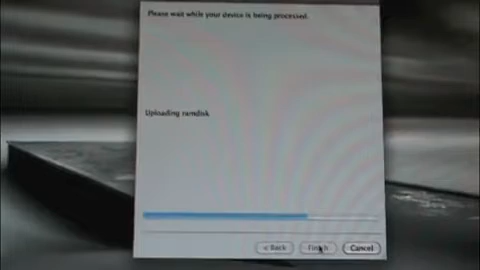 Please wait while your device is being processed.
Uploading ramdisk
< Back
Finish
Cancel